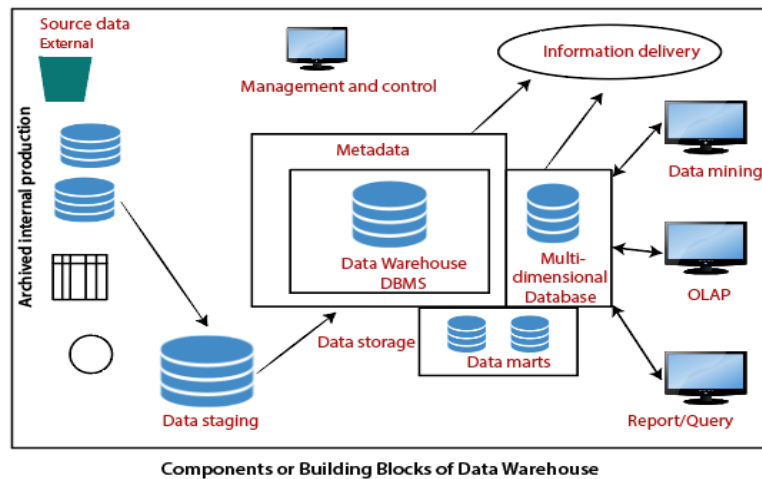 Source data
External
Archived internal production
Management and control
Information delivery
Metadata
Data Warehouse
DBMS
Multi-
dimensional
Database
Data mining
OLAP
Data storage
Data marts
Data staging
Report/Query
Components or Building Blocks of Data Warehouse